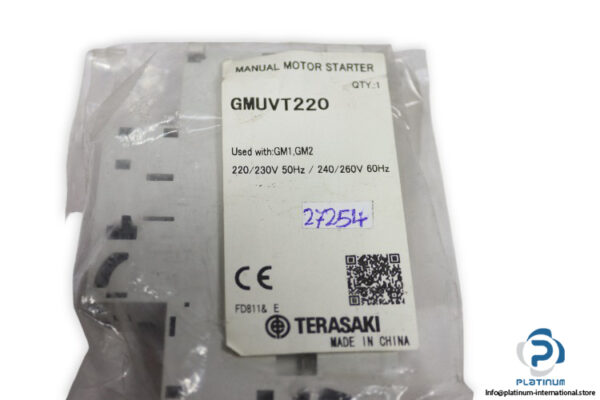 MANUAL MOTOR STARTER
QTY.:1
GMUVT220
Used with:GM1,GM2
220/230V 50Hz / 240/260V 60Hz
27254
CE
FD811& E
TERASAKI
MADE IN CHINA
PLATINUM
Info@platinum-international.store